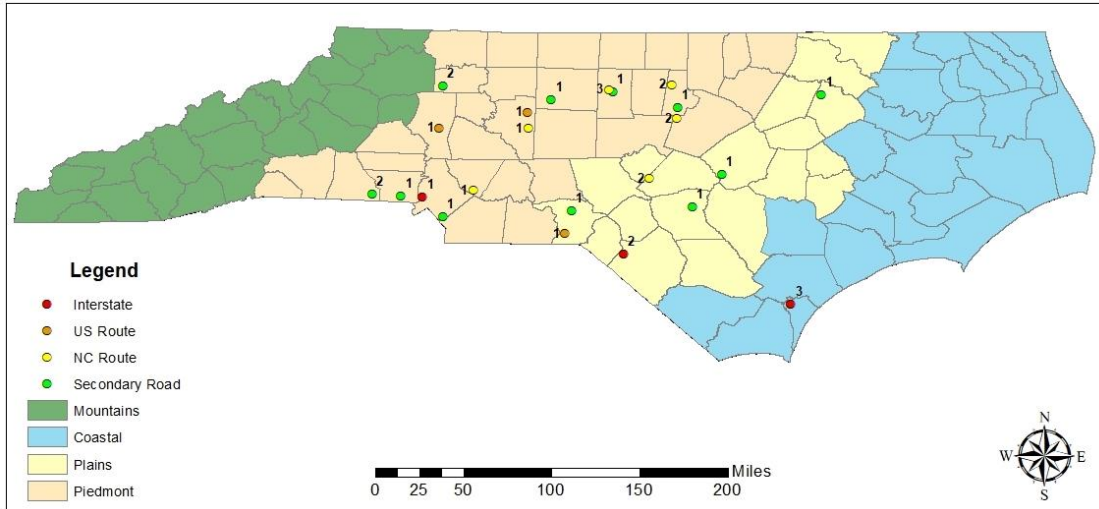 2
1
1
3
2
1
1
1
2
1
1
1
2
1
2
1
1
1
1
1
1
1
2
3
Legend
Interstate
US Route
NC Route
Secondary Road
Mountains
Coastal
Plains
Piedmont
Miles
0 25 50 100 150 200
N
W E
S